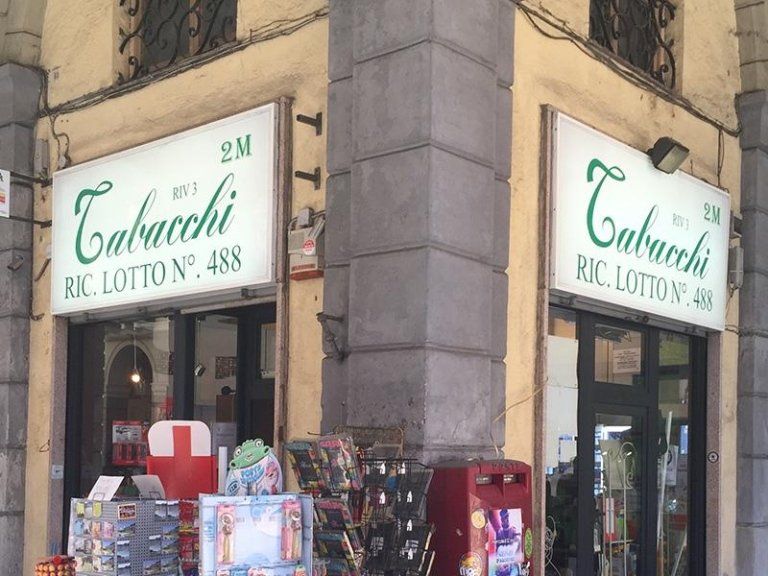 2M
RIV 3
Tabacchi
RIC. LOTTO N°. 488
2M
RIV 3
Tabacchi
RIC. LOTTO N°. 488